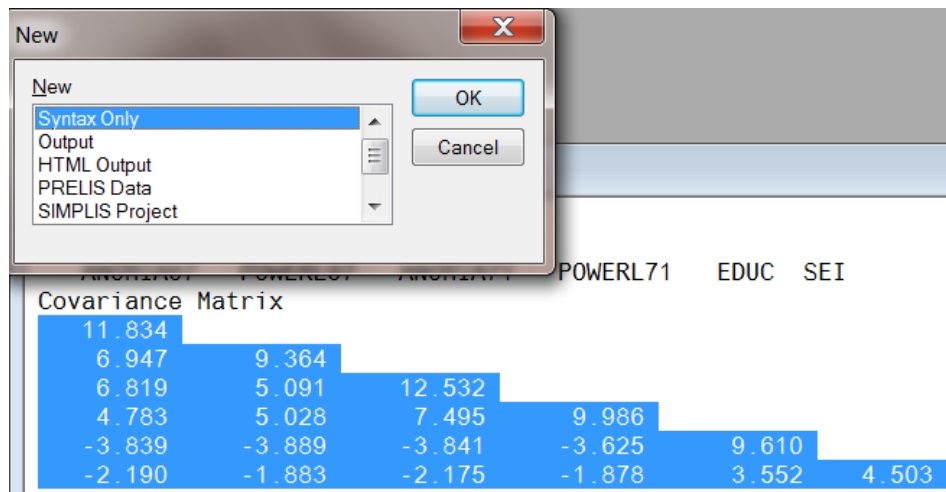 New
X
New
OK
Syntax Only
Output
HTML Output
Cancel
PRELIS Data
SIMPLIS Project
POWERL71 EDUC SEI
Covariance Matrix
11.834
6.947 9.364
6.819 5.091 12.532
4.783 5.028 7.495 9.986
-3.839 -3.889 -3.841 -3.625 9.610
-2.190 -1.883 -2.175 -1.878 3.552 4.503